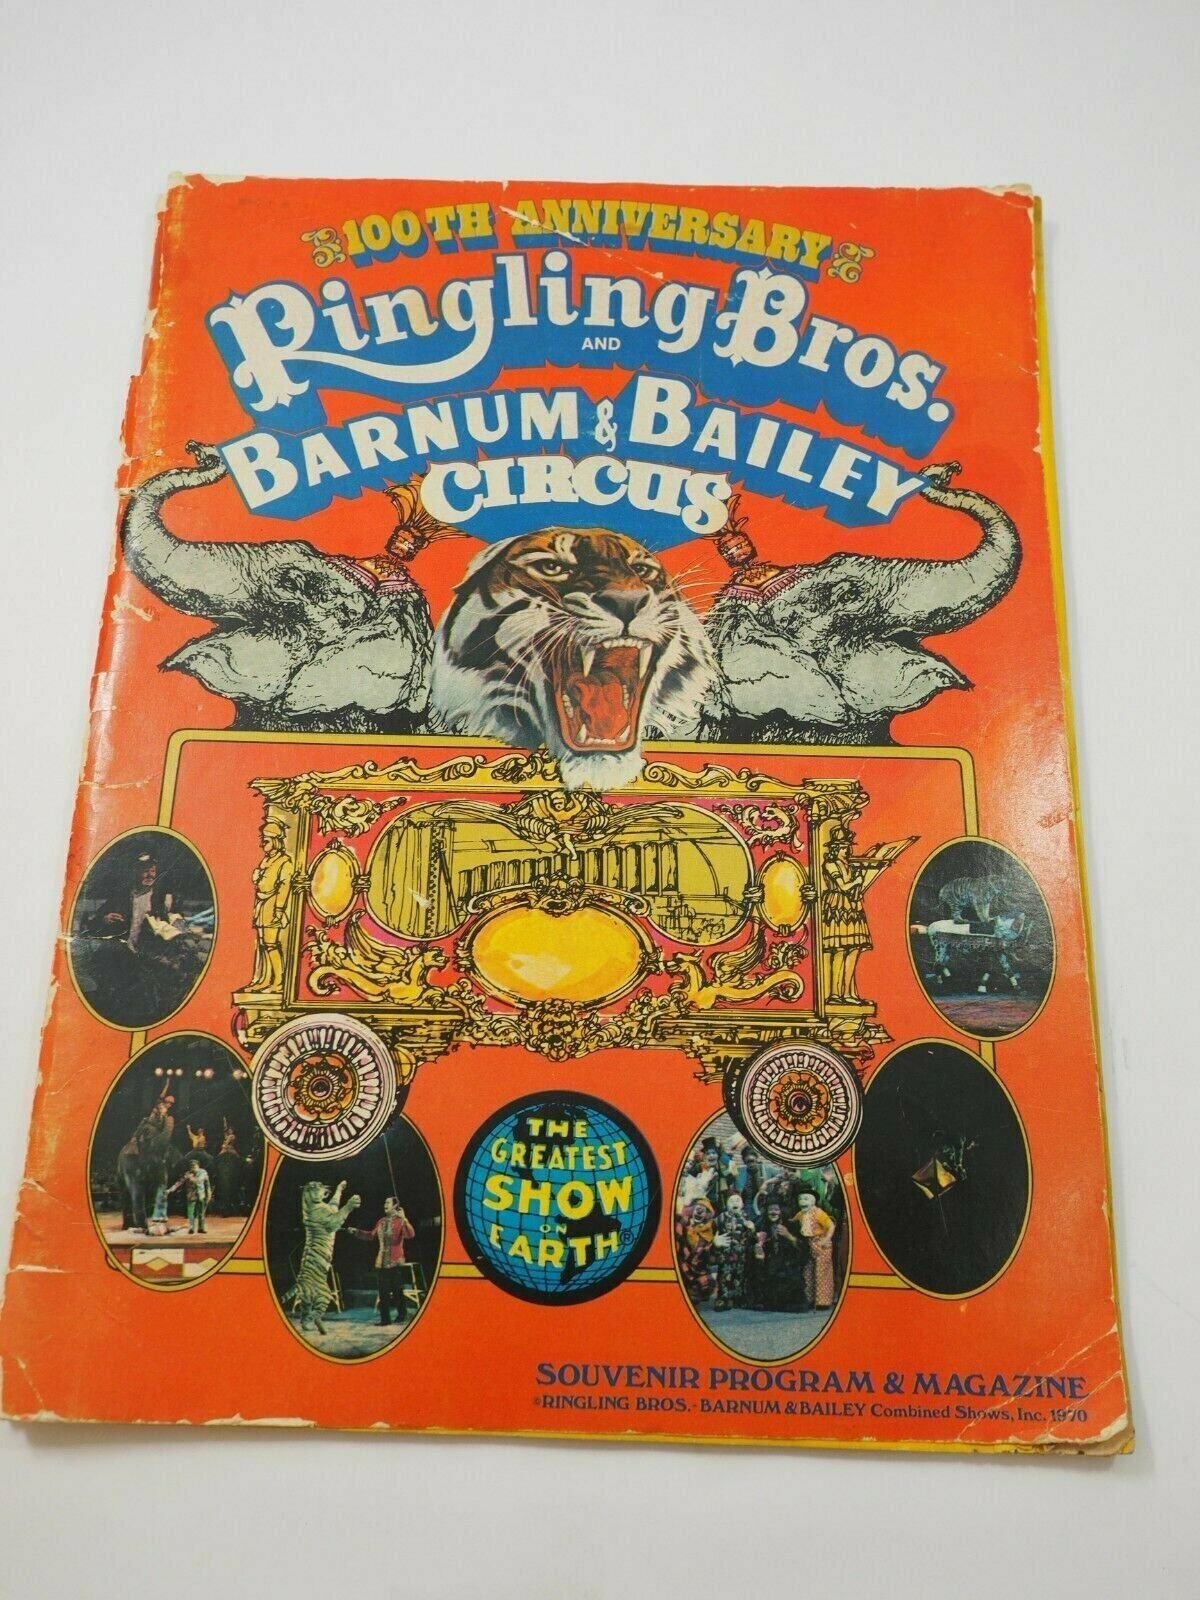 100TH ANNIVERSARY
Ringling Bros.
AND
BARNUM & BAILEY
CIRCUS
THE
GREATEST
SHOW
ON
EARTH®
SOUVENIR PROGRAM & MAGAZINE
©RINGLING BROS.-BARNUM & BAILEY Combined Shows, Inc. 1970